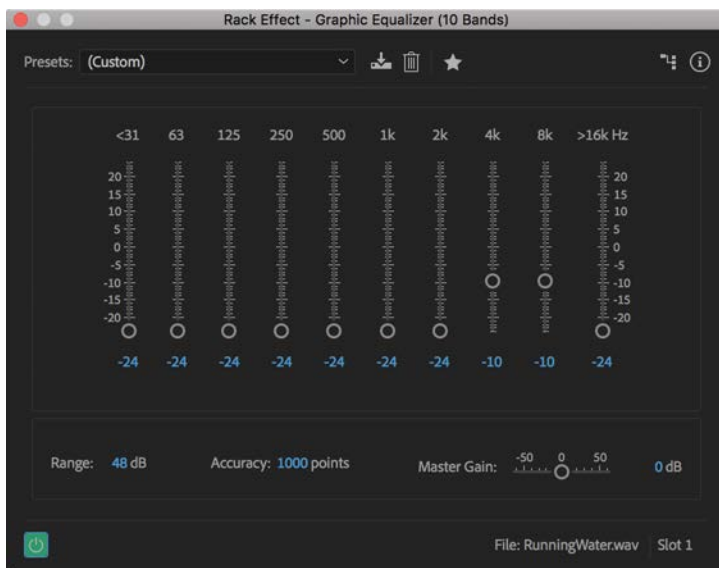 Rack Effect - Graphic Equalizer (10 Bands)
Presets: (Custom)
<31 63 125 250 500 1k 2k 4k 8k >16k Hz
20 20
15 15
10 10
5 5
0 0
-5 -5
-10 -10
-15 -15
-20 -20
-24 -24 -24 -24 -24 -24 -24 -10 -10 -24
-50 0 50
Range: 48 dB Accuracy: 1000 points Master Gain: 0 dB
File: RunningWater.wav Slot 1